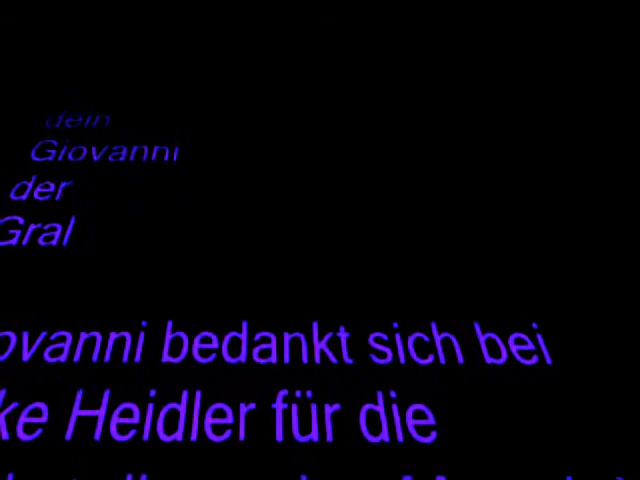 dein
Giovanni
der
Gral
ovanni bedankt sich bei
ke Heidler für die